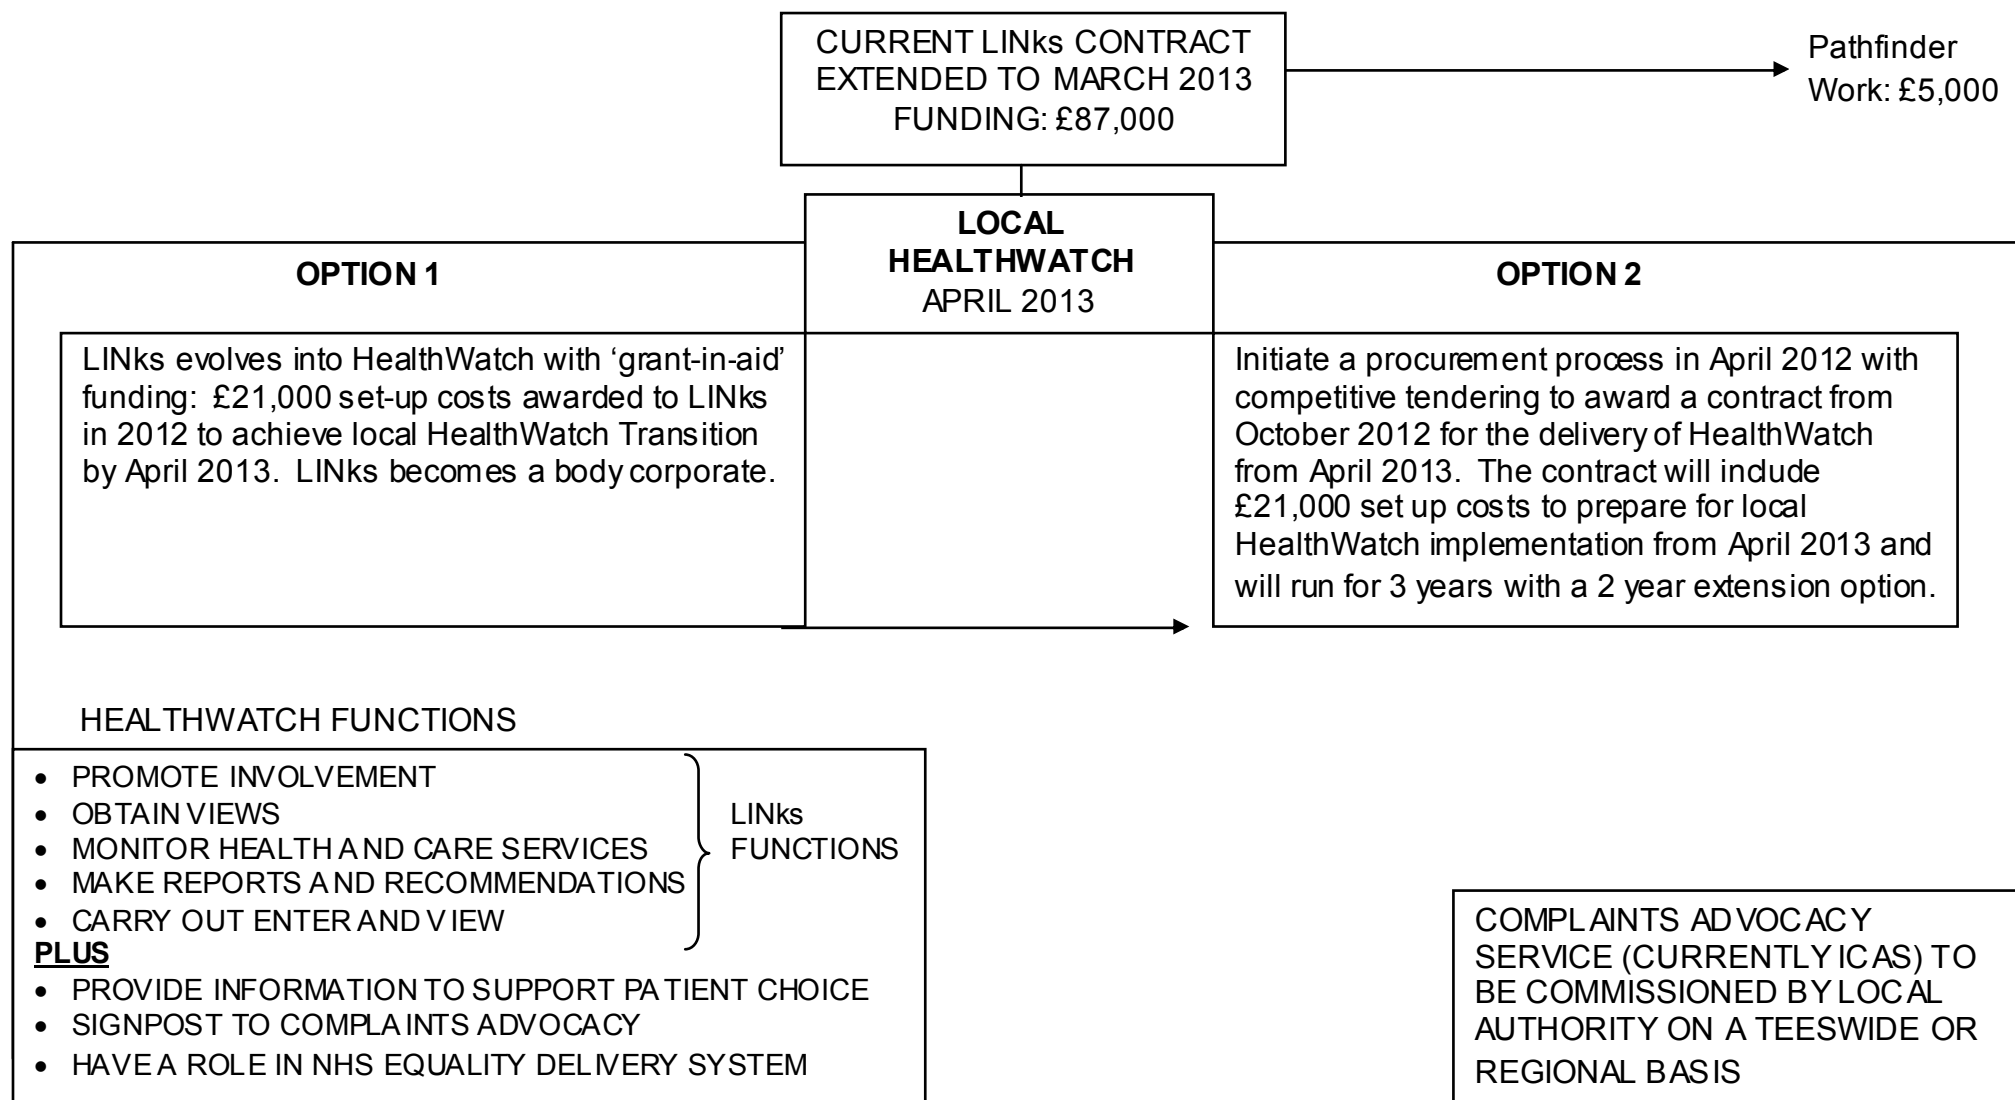 CURRENT LINks CONTRACT
EXTENDED TO MARCH 2013
FUNDING: £87,000
Pathfinder
Work: £5,000
LOCAL
HEALTHWATCH
APRIL 2013
OPTION 1
LINks evolves into HealthWatch with ‘grant-in-aid’
funding: £21,000 set-up costs awarded to LINks
in 2012 to achieve local HealthWatch Transition
by April 2013. LINks becomes a body corporate.
OPTION 2
Initiate a procurement process in April 2012 with
competitive tendering to award a contract from
October 2012 for the delivery of HealthWatch
from April 2013. The contract will include
£21,000 set up costs to prepare for local
HealthWatch implementation from April 2013 and
will run for 3 years with a 2 year extension option.
HEALTHWATCH FUNCTIONS
• PROMOTE INVOLVEMENT
• OBTAIN VIEWS
• MONITOR HEALTH AND CARE SERVICES
• MAKE REPORTS AND RECOMMENDATIONS
• CARRY OUT ENTER AND VIEW
LINks
FUNCTIONS
PLUS
• PROVIDE INFORMATION TO SUPPORT PATIENT CHOICE
• SIGNPOST TO COMPLAINTS ADVOCACY
• HAVE A ROLE IN NHS EQUALITY DELIVERY SYSTEM
COMPLAINTS ADVOCACY
SERVICE (CURRENTLY ICAS) TO
BE COMMISSIONED BY LOCAL
AUTHORITY ON A TEESWIDE OR
REGIONAL BASIS